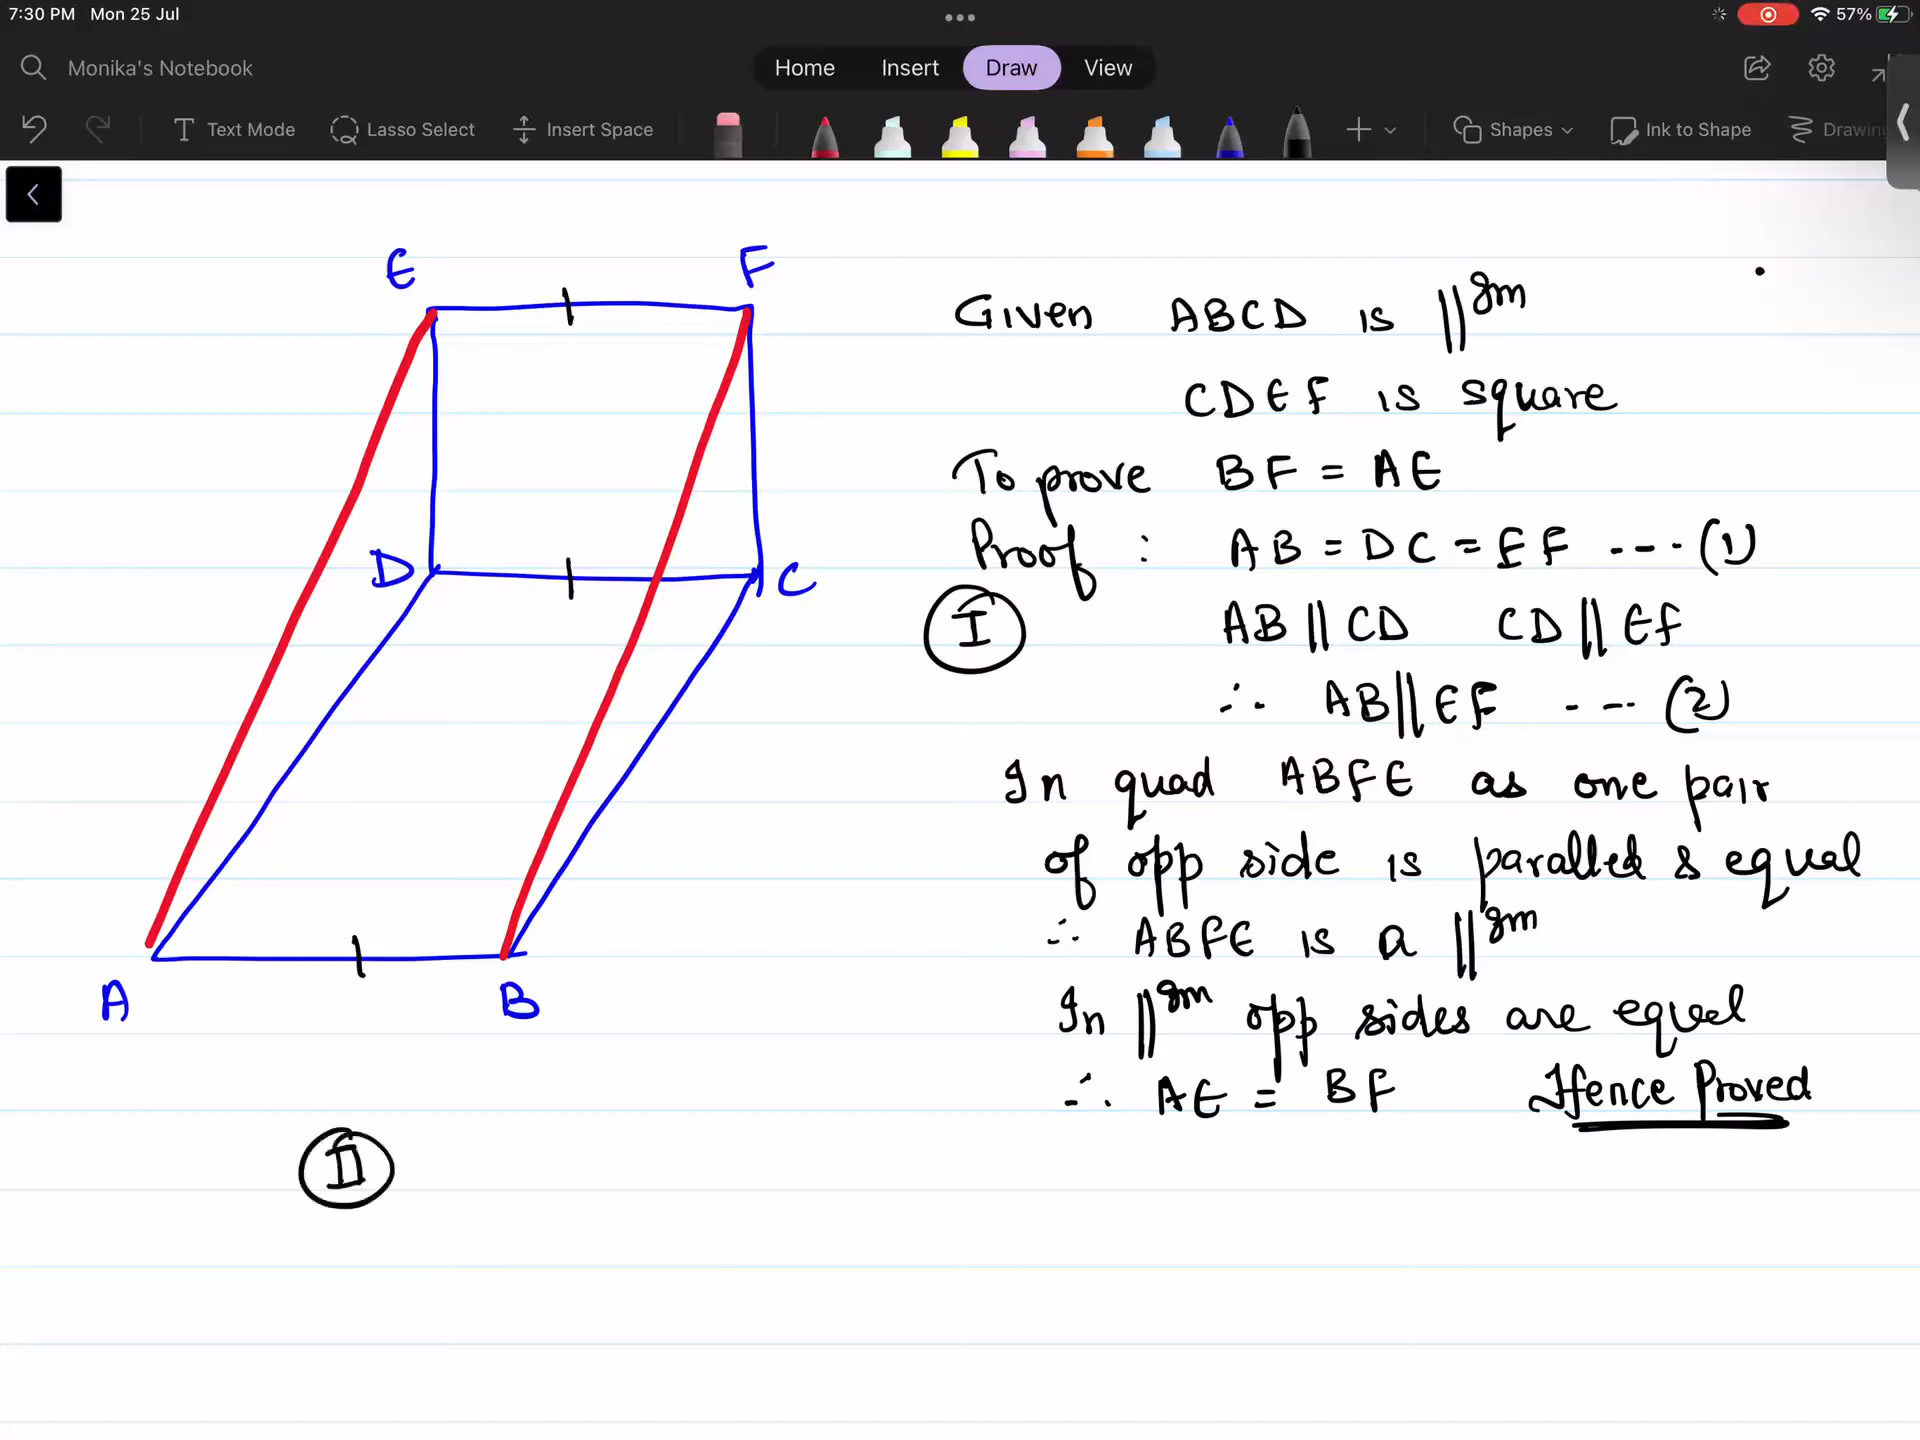 7:30 PM Mon 25 Jul
57%
Monika's Notebook
Home Insert Draw View
Text Mode Lasso Select Insert Space Shapes Ink to Shape Drawing
E F
D C
A B
II
Given ABCD is ||gm
CDEF is square
To prove BF = AE
Proof : AB = DC = EF ---- (1)
I
AB || CD CD || EF
∴ AB || EF ---- (2)
In quad ABFE as one pair
of opp side is parallel & equal
∴ ABFE is a ||gm
In ||gm opp sides are equal
∴ AE = BF Hence Proved